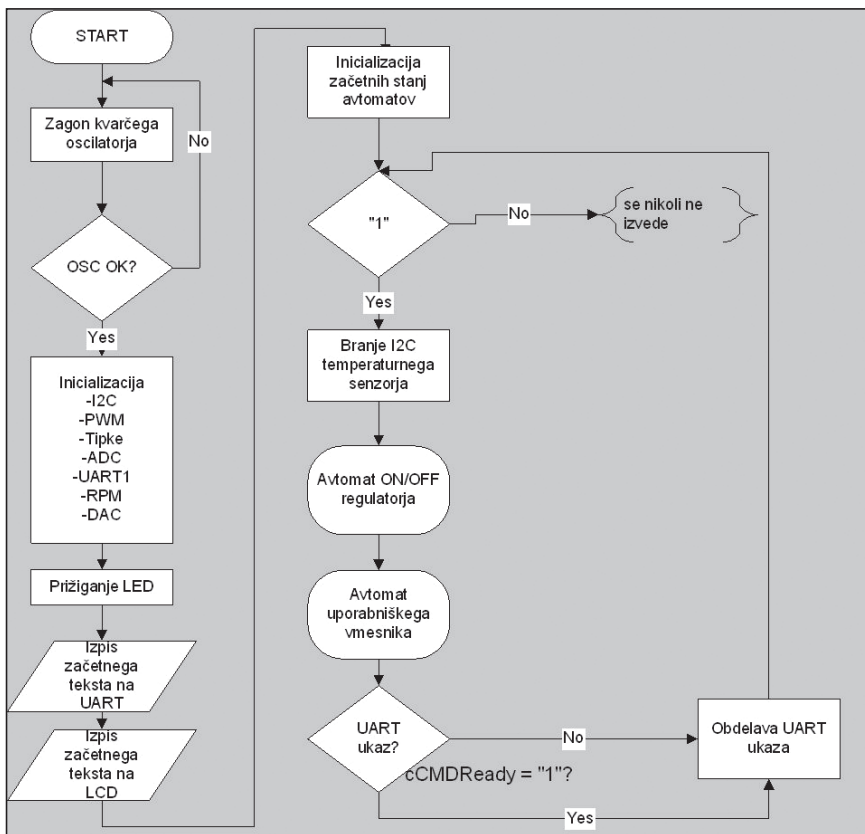 START
Zagon kvarčega
oscilatorja
No
OSC OK?
Yes
Inicializacija
-I2C
-PWM
-Tipke
-ADC
-UART1
-RPM
-DAC
Prižiganje LED
Izpis
začetnega
teksta na
UART
Izpis
začetnega
teksta na
LCD
Inicializacija
začetnih stanj
avtomatov
"1"
No
se nikoli ne
izvede
Yes
Branje I2C
temperaturnega
senzorja
Avtomat ON/OFF
regulatorja
Avtomat
uporabniškega
vmesnika
UART
ukaz?
cCMDReady = "1"?
No
Yes
Obdelava UART
ukaza